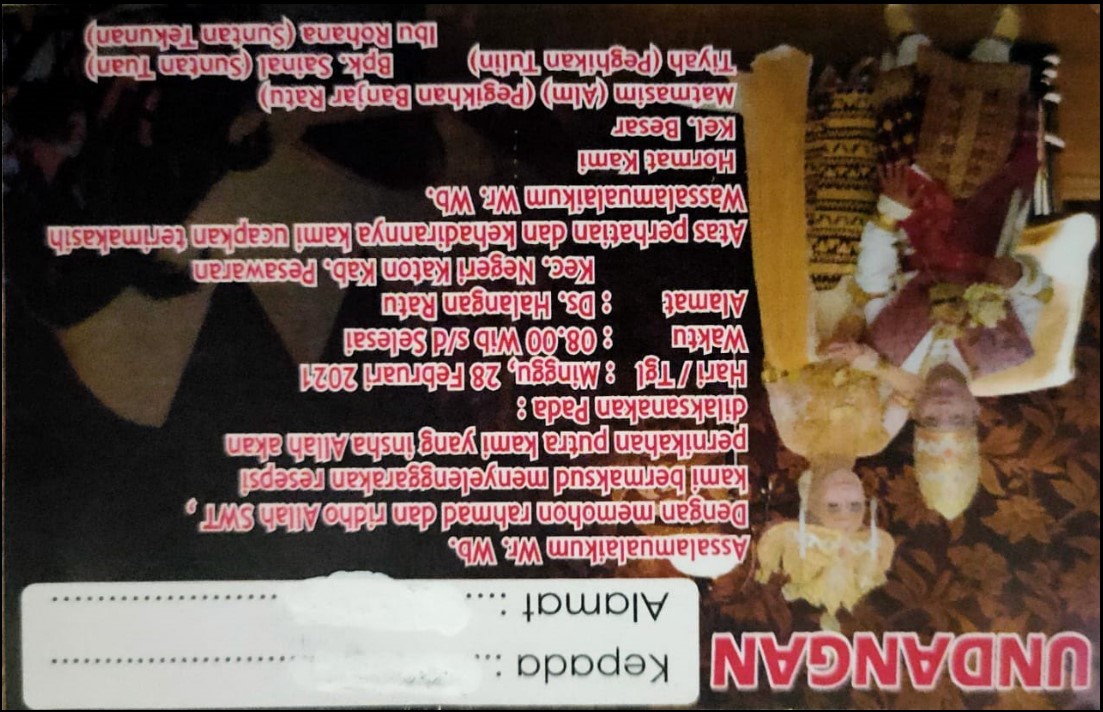 UNDANGAN
Kepada : ..................................
Alamat : ..................................
Assalamualaikum Wr. Wb.
Dengan memohon rahmad dan ridho Allah SWT,
kami bermaksud menyelenggarakan resepsi
pernikahan putra kami yang insha Allah akan
dilaksanakan Pada :
Hari / Tgl : Minggu, 28 Februari 2021
Waktu : 08.00 Wib s/d Selesai
Alamat : Ds. Halangan Ratu
Kec. Negeri Katon Kab. Pesawaran
Atas perhatian dan kehadirannya kami ucapkan terimakasih
Wassalamualaikum Wr. Wb.
Hormat Kami
Kel. Besar
Matmasim (Alm) (Pegikhan Banjar Ratu)
Tiyah (Peghikan Tulin) Bpk. Sainal (Suntan Tuan)
Ibu Rohana (Suntan Tekunan)